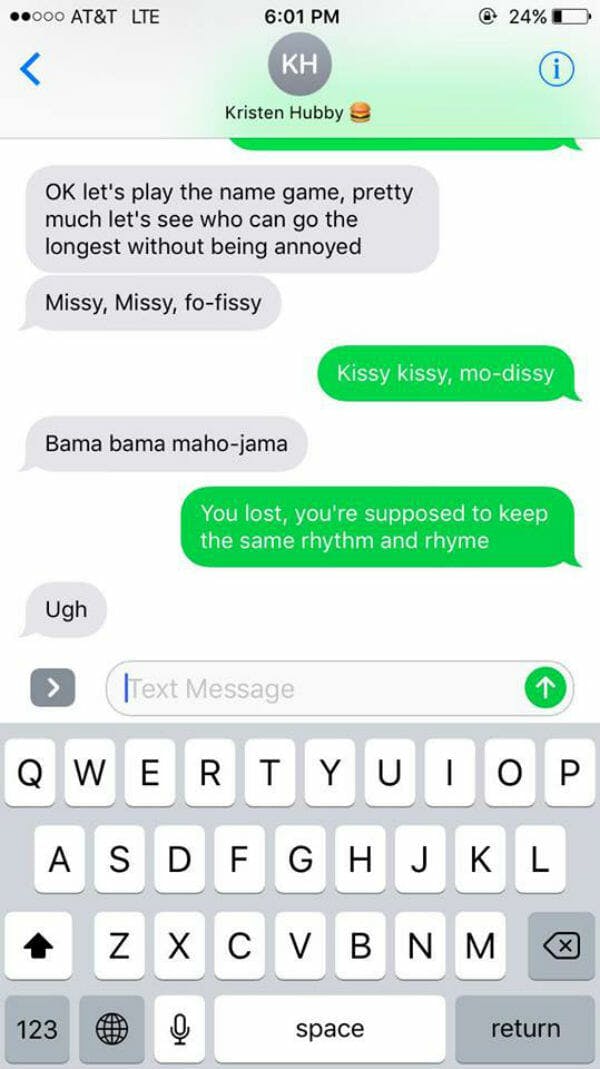 AT&T LTE 6:01 PM 24%
KH
Kristen Hubby 🍔
OK let's play the name game, pretty
much let's see who can go the
longest without being annoyed
Missy, Missy, fo-fissy
Kissy kissy, mo-dissy
Bama bama maho-jama
You lost, you're supposed to keep
the same rhythm and rhyme
Ugh
Text Message
Q W E R T Y U I O P
A S D F G H J K L
Z X C V B N M
123 space return